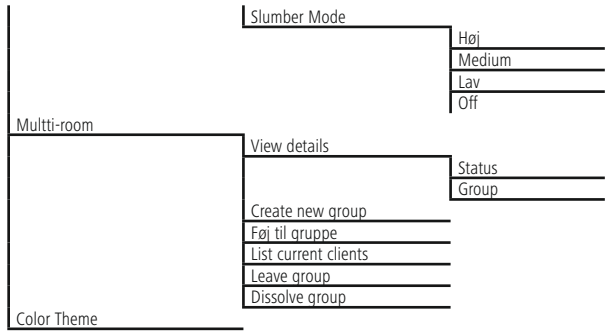 Slumber Mode
Høj
Medium
Lav
Off
Multti-room
View details
Status
Group
Create new group
Føj til gruppe
List current clients
Leave group
Dissolve group
Color Theme